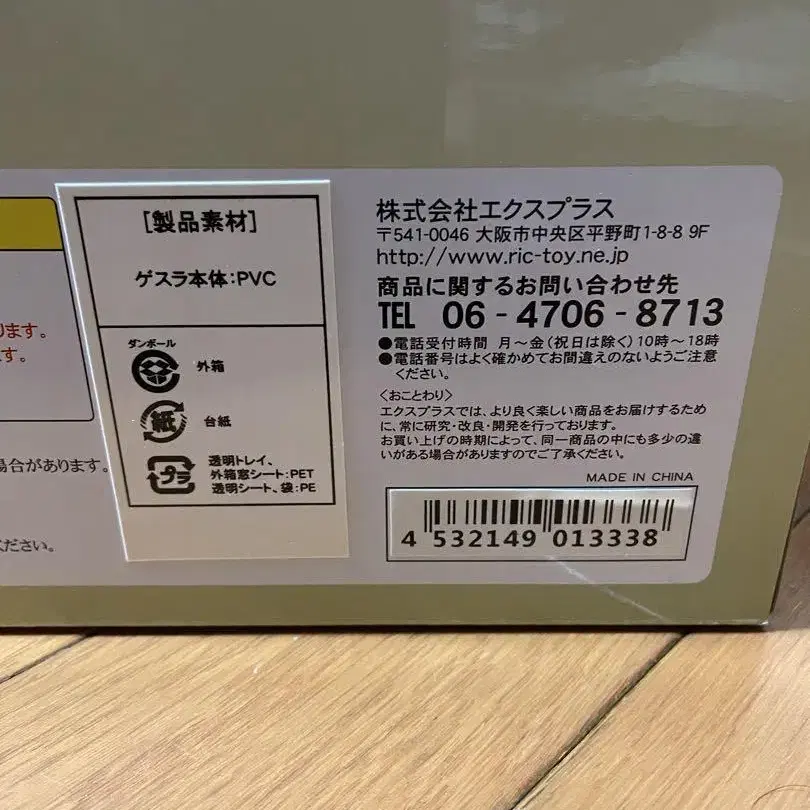 [製品素材]
ゲスラ本体:PVC
ダンボール
外箱
紙
台紙
プラ
透明トレイ、
外箱窓シート:PET
透明シート、袋:PE
ります。
す。
場合があります。
ください。
株式会社エクスプラス
〒541-0046 大阪市中央区平野町1-8-8 9F
http://www.ric-toy.ne.jp
商品に関するお問い合わせ先
TEL 06-4706-8713
●電話受付時間 月〜金(祝日は除く)10時〜18時
●電話番号はよく確かめてお間違えのないようご注意
ください。
〈おことわり〉
エクスプラスでは、より良く楽しい商品をお届けするため
に、常に研究・改良・開発を行っております。
お買い上げの時期によって、同一商品の中にも多少の違
いがある場合がありますのでご了承ください。
MADE IN CHINA
4 532149 013338